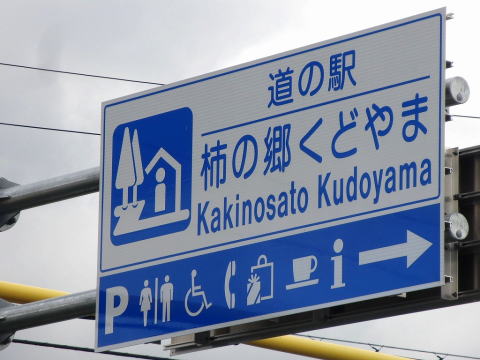 道の駅
柿の郷くどやま
Kakinosato Kudoyama
P i